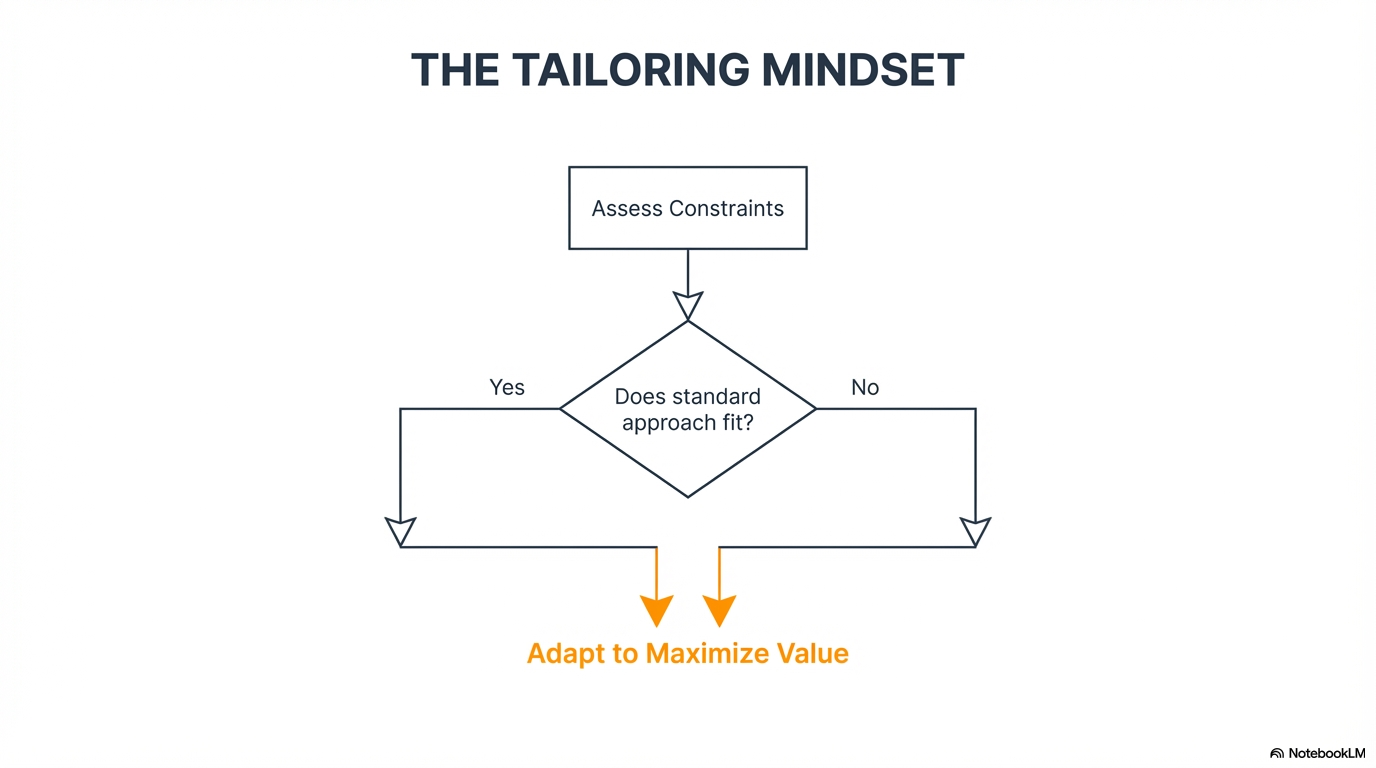 THE TAILORING MINDSET
Assess Constraints
Yes
No
Does standard
approach fit?
Adapt to Maximize Value
NotebookLM